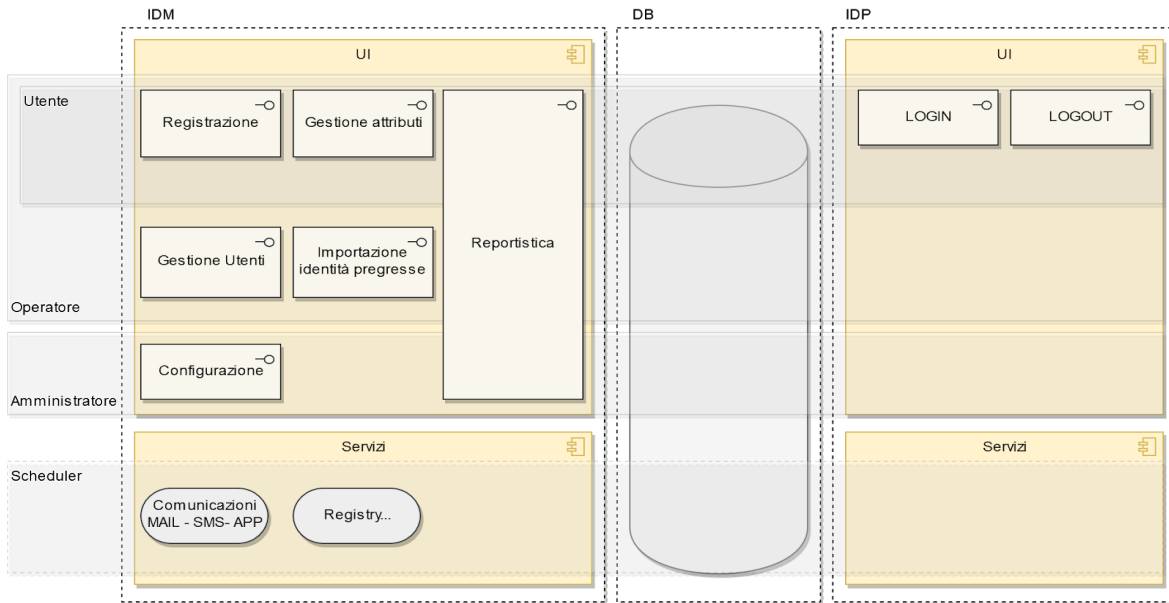 IDM
DB
IDP
UI
UI
Utente
Registrazione
Gestione attributi
LOGIN
LOGOUT
Reportistica
Gestione Utenti
Importazione
identità pregresse
Operatore
Configurazione
Amministratore
Servizi
Servizi
Scheduler
Comunicazioni
MAIL - SMS- APP
Registry...